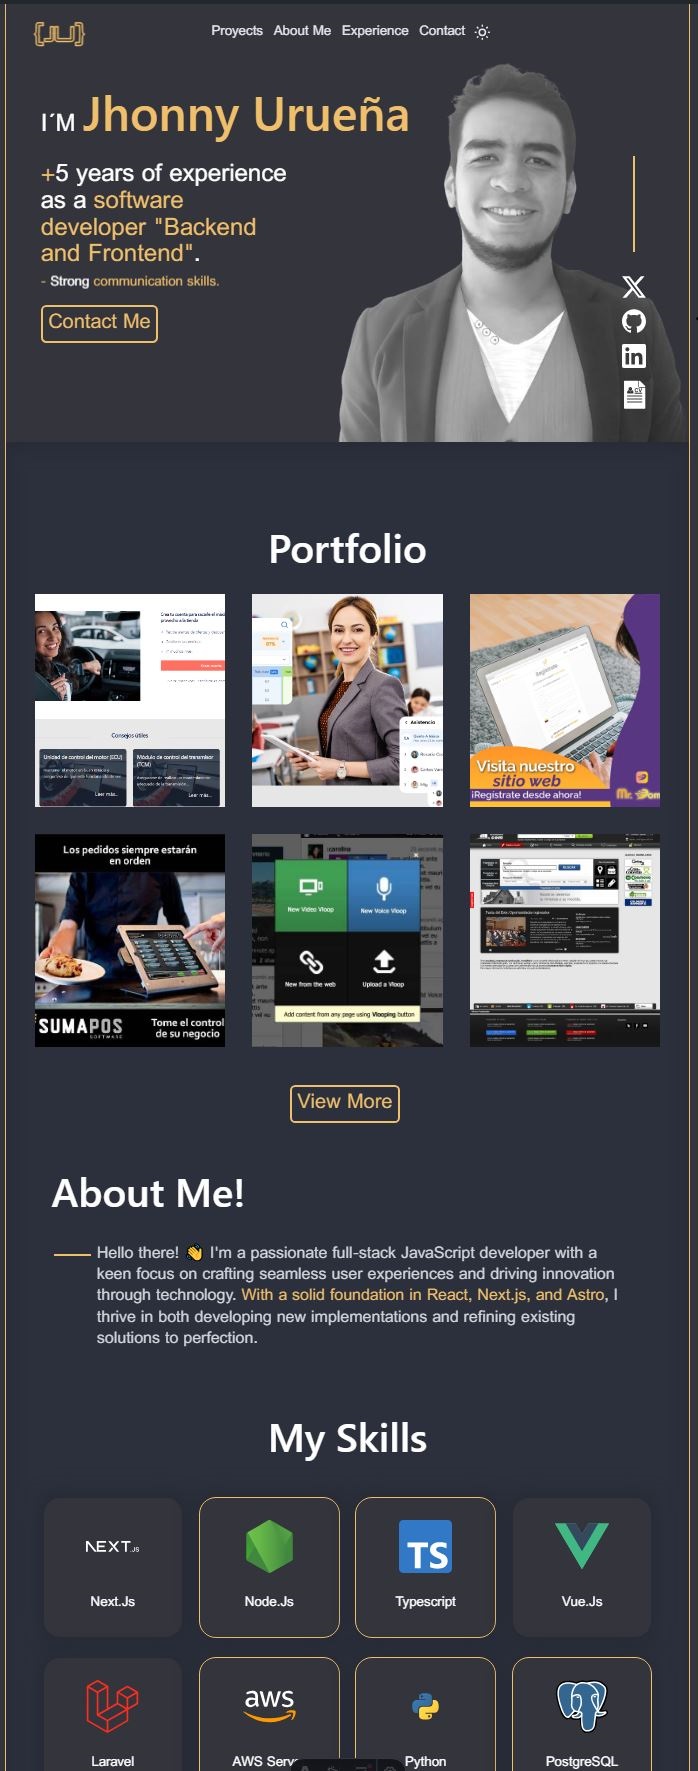 {JU}
Proyects About Me Experience Contact
I´M Jhonny Urueña
+5 years of experience
as a software
developer "Backend
and Frontend".
- Strong communication skills.
Contact Me
CV
Portfolio
Consejos útiles
Unidad de control del motor (ECU)
Módulo de control del transmisor
(TCM)
Leer más...
Leer más...
Asistencia
Registrate
Visita nuestro
sitio web
¡Regístrate desde ahora!
Los pedidos siempre estarán
en orden
SUMAPOS
SOFTWARE
Tome el control
de su negocio
New Video Vloop
New Voice Vloop
New from the web
Upload a Vloop
Add content from any page using Vlooping button
BUSCAR
View More
About Me!
Hello there! 👋 I'm a passionate full-stack JavaScript developer with a
keen focus on crafting seamless user experiences and driving innovation
through technology. With a solid foundation in React, Next.js, and Astro, I
thrive in both developing new implementations and refining existing
solutions to perfection.
My Skills
NEXT.JS
TS
Next.Js
Node.Js
Typescript
Vue.Js
aws
Laravel
AWS
Python
PostgreSQL